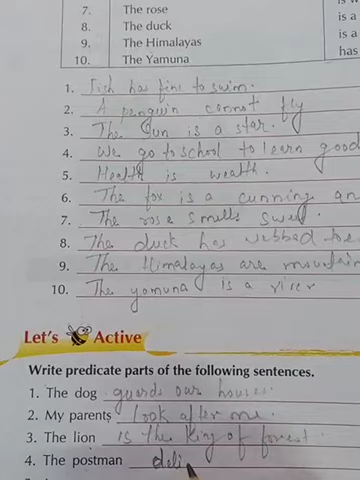 7. The rose
8. The duck is a
9. The Himalayas is a
10. The Yamuna has
1. Fish has fins to swim.
2. A penguin cannot fly
3. The Sun is a star.
4. We go to school to learn good
5. Health is wealth.
6. The fox is a cunning an
7. The rose smells
8. The duck has webbed
9. The Himalayas are mountain
10. The yamuna is a river
Let's Active
Write predicate parts of the following sentences.
1. The dog guards our house.
2. My parents look after me.
3. The lion is the King of forest.
4. The postman deli